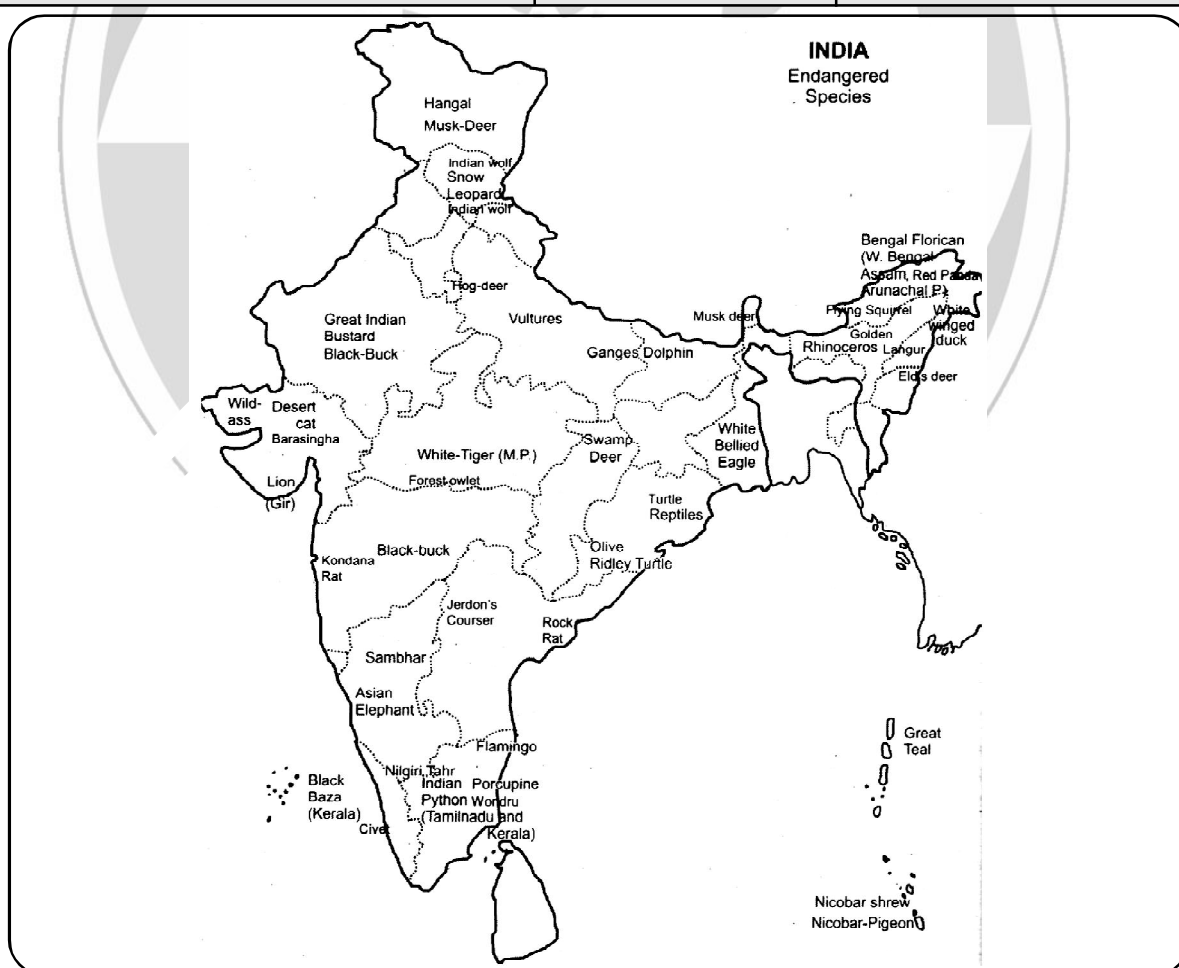 INDIA
Endangered
Species
Hangal
Musk-Deer
Indian wolf
Snow
Leopard
Indian wolf
Bengal Florican
(W. Bengal
Assam, Red Panda
Arunachal P.)
Hog-deer
Flying Squirrel
White
winged
duck
Great Indian
Bustard
Black-Buck
Vultures
Musk deer
Golden
Langur
Rhinoceros
Ganges Dolphin
Eld's deer
Wild-
ass
Desert
cat
Barasingha
White-Tiger (M.P.)
Swamp
Deer
White
Bellied
Eagle
Forest owlet
Lion
(Gir)
Turtle
Reptiles
Black-buck
Kondana
Rat
Olive
Ridley Turtle
Jerdon's
Courser
Rock
Rat
Sambhar
Asian
Elephant
Great
Teal
Flamingo
Nilgiri Tahr
Black
Baza
(Kerala)
Indian
Python
Porcupine
Wondru
(Tamilnadu and
Kerala)
Civet
Nicobar shrew
Nicobar-Pigeon